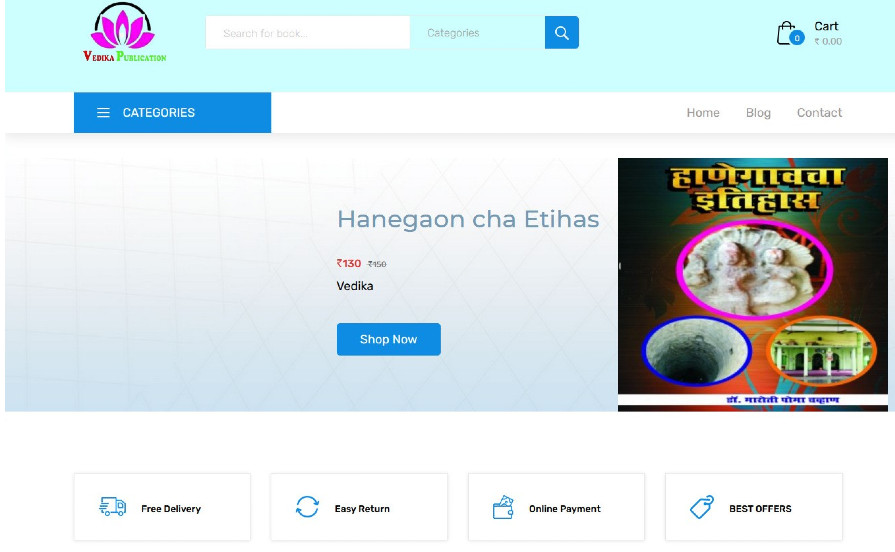 VEDIKA PUBLICATION
Search for book...
Categories
0
Cart
₹ 0.00
CATEGORIES
Home
Blog
Contact
Hanegaon cha Etihas
₹130 ₹150
Vedika
Shop Now
हाणेगावचा
इतिहास
डॉ. मारोती पोमा चव्हाण
Free Delivery
Easy Return
Online Payment
BEST OFFERS